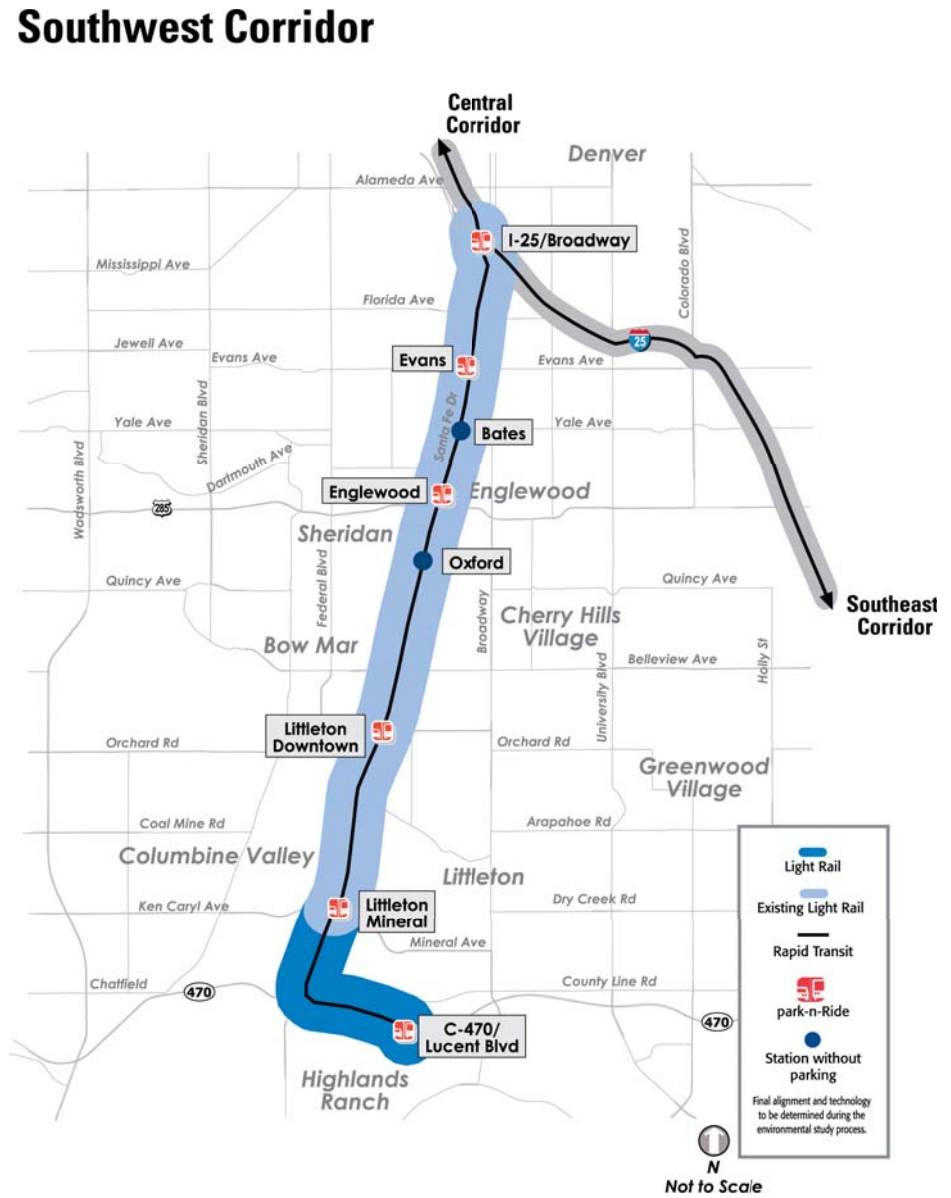 Southwest Corridor
Central
Corridor
Denver
Alameda Ave
I-25/Broadway
Mississippi Ave
Colorado Blvd
Florida Ave
25
Jewell Ave
Evans Ave
Evans
Evans Ave
Santa Fe Dr
Sheridan Blvd
Yale Ave
Bates
Yale Ave
Wadsworth Blvd
Dartmouth Ave
Englewood
Englewood
285
Sheridan
Oxford
Federal Blvd
Quincy Ave
Quincy Ave
Broadway
Cherry Hills
Village
Southeast
Corridor
Bow Mar
Belleview Ave
Holly St
University Blvd
Littleton
Downtown
Orchard Rd
Orchard Rd
Greenwood
Village
Coal Mine Rd
Arapahoe Rd
Columbine Valley
Littleton
Light Rail
Ken Caryl Ave
Littleton
Mineral
Dry Creek Rd
Existing Light Rail
Mineral Ave
Rapid Transit
Chatfield
470
County Line Rd
park-n-Ride
470
C-470/
Lucent Blvd
Station without
parking
Highlands
Ranch
Final alignment and technology
to be determined during the
environmental study process.
N
Not to Scale